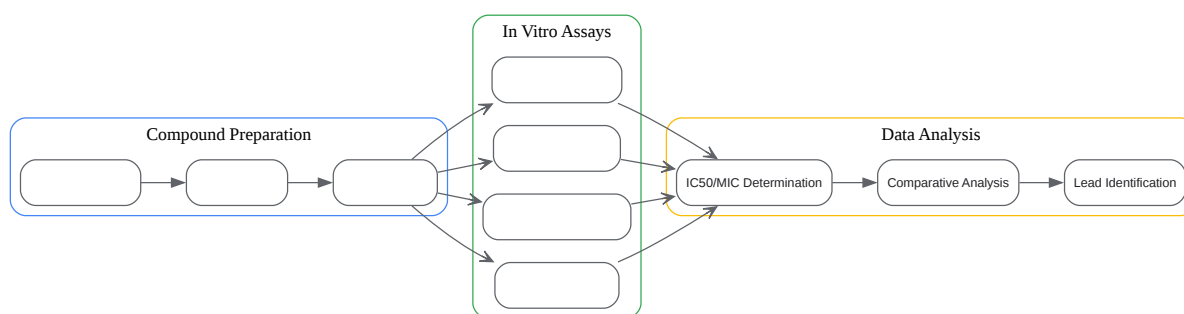 In Vitro Assays
Compound Preparation
Data Analysis
IC50/MIC Determination
Comparative Analysis
Lead Identification